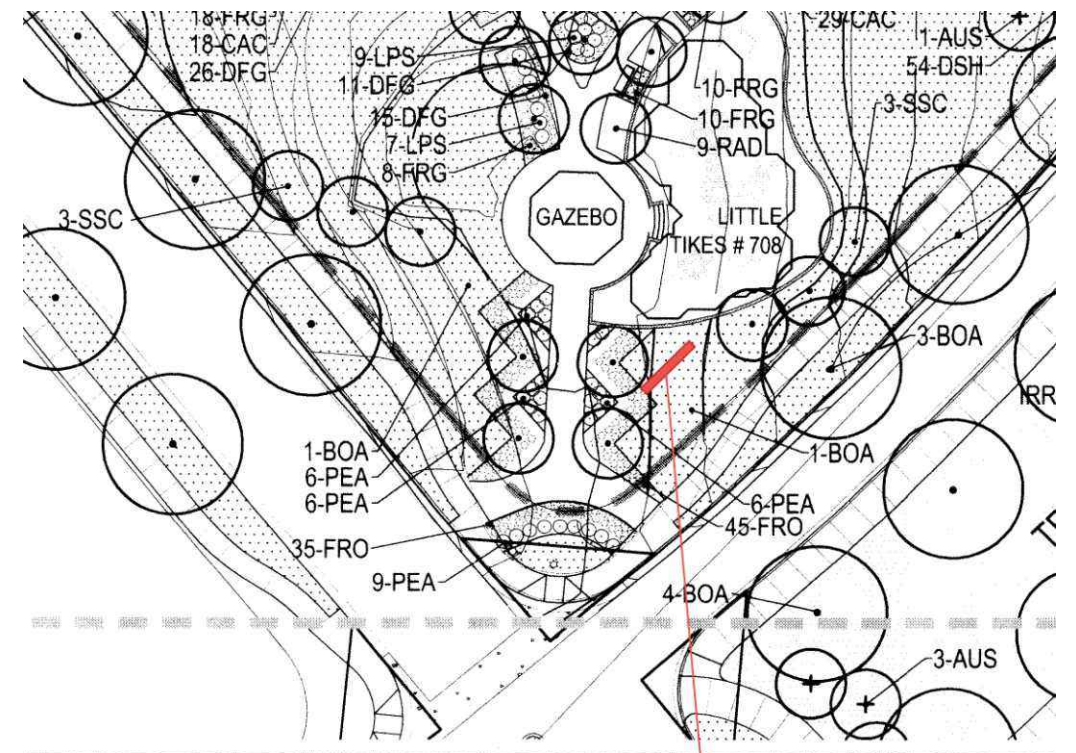 18-FRG
18-CAC
26-DFG
9-LPS
11-DFG
15-DFG
7-LPS
8-FRG
29-CAC
1-AUS
54-DSH
10-FRG
10-FRG
9-RAD
3-SSC
3-SSC
GAZEBO
LITTLE
TIKES # 708
3-BOA
IRR
1-BOA
6-PEA
6-PEA
1-BOA
6-PEA
45-FRO
35-FRO
9-PEA
4-BOA
3-AUS